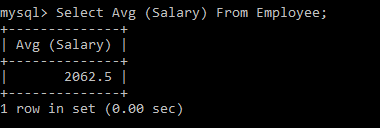 mysql> Select Avg (Salary) From Employee;
+--------------+
| Avg (Salary) |
+--------------+
|       2062.5 |
+--------------+
1 row in set (0.00 sec)